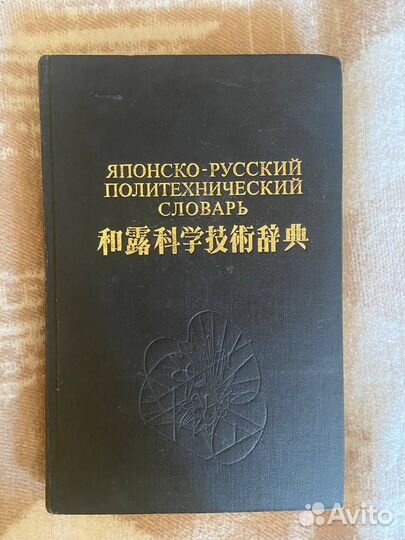 ЯПОНСКО-РУССКИЙ
ПОЛИТЕХНИЧЕСКИЙ
СЛОВАРЬ
和露科学技術辞典
Avito